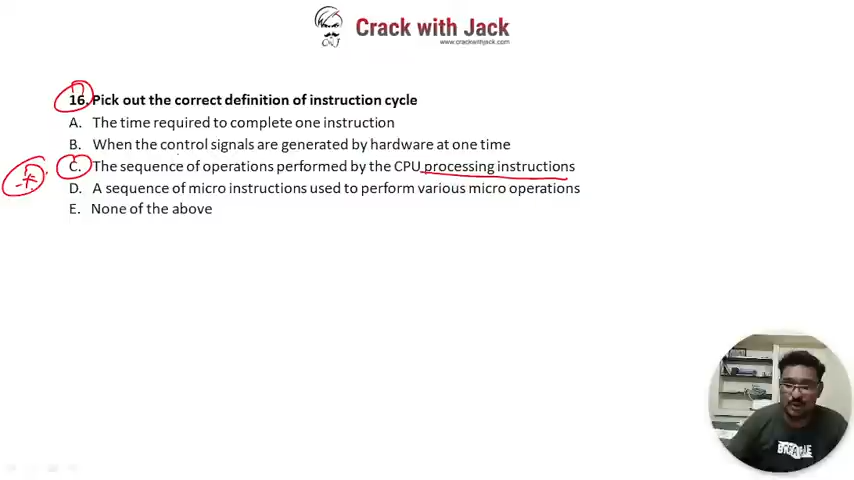 Crack with Jack
www.crackwithjack.com
CWJ
16. Pick out the correct definition of instruction cycle
A. The time required to complete one instruction
B. When the control signals are generated by hardware at one time
C. The sequence of operations performed by the CPU processing instructions
D. A sequence of micro instructions used to perform various micro operations
E. None of the above